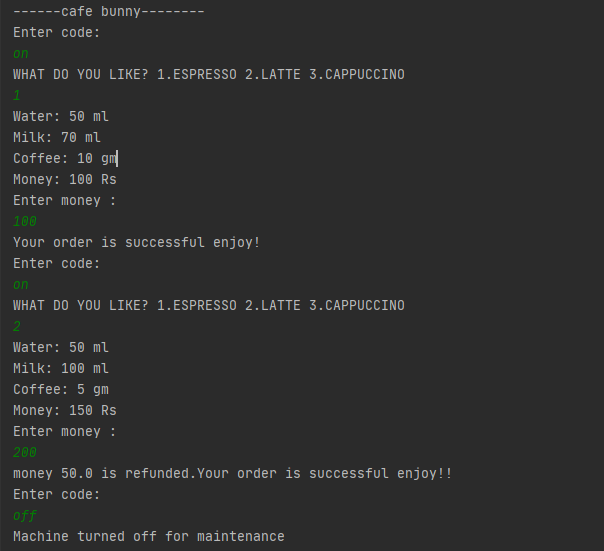 ------cafe bunny--------
Enter code:
on
WHAT DO YOU LIKE? 1.ESPRESSO 2.LATTE 3.CAPPUCCINO
1
Water: 50 ml
Milk: 70 ml
Coffee: 10 gm
Money: 100 Rs
Enter money :
100
Your order is successful enjoy!
Enter code:
on
WHAT DO YOU LIKE? 1.ESPRESSO 2.LATTE 3.CAPPUCCINO
2
Water: 50 ml
Milk: 100 ml
Coffee: 5 gm
Money: 150 Rs
Enter money :
200
money 50.0 is refunded.Your order is successful enjoy!!
Enter code:
off
Machine turned off for maintenance